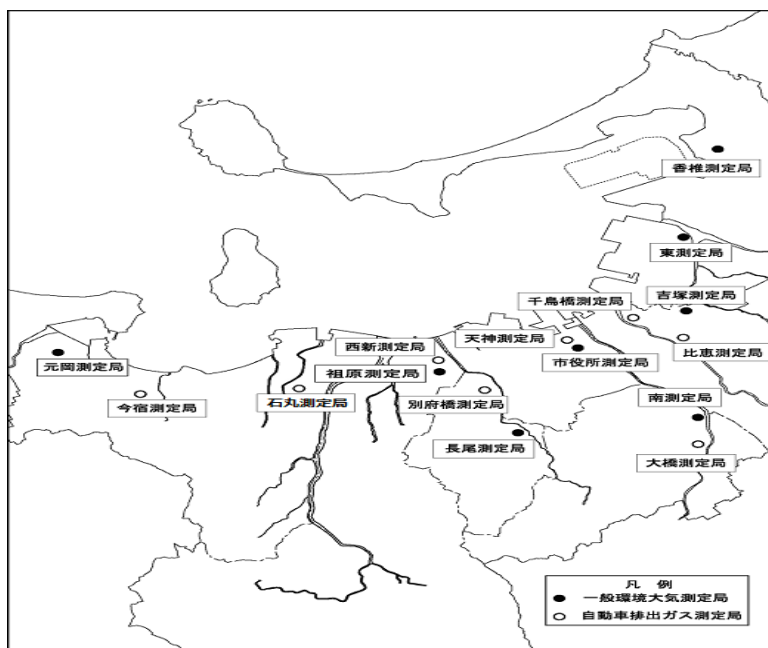 香椎測定局
東測定局
千鳥橋測定局
吉塚測定局
西新測定局
天神測定局
市役所測定局
比恵測定局
元岡測定局
祖原測定局
今宿測定局
石丸測定局
別府橋測定局
南測定局
長尾測定局
大橋測定局
凡 例
● 一般環境大気測定局
○ 自動車排出ガス測定局